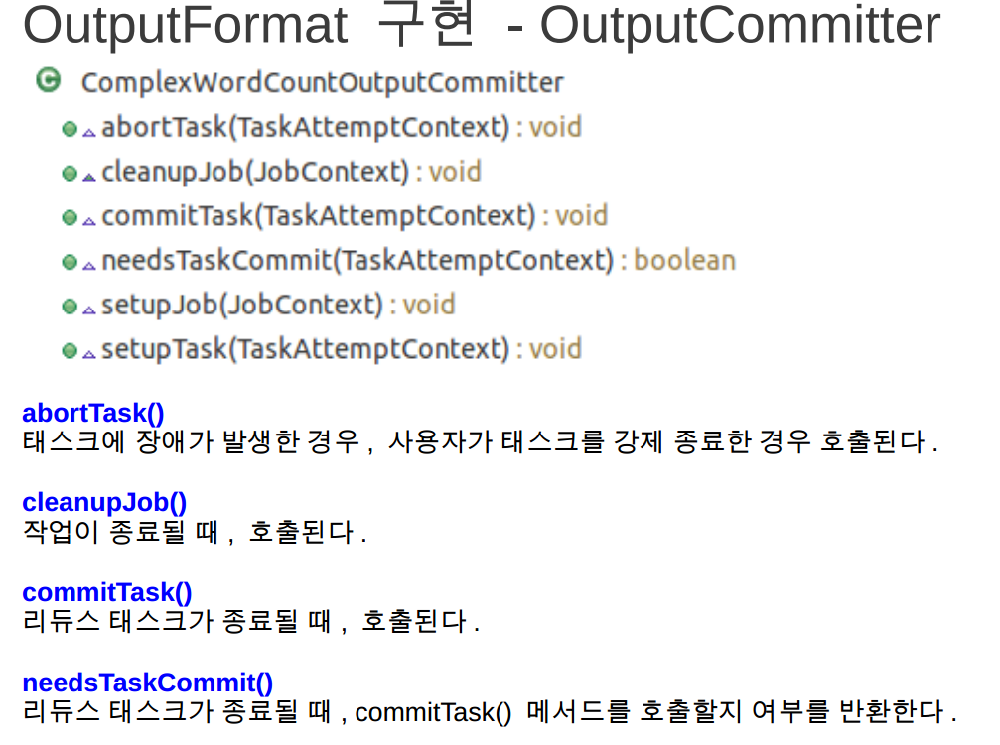 OutputFormat 구현 - OutputCommitter
C ComplexWordCountOutputCommitter
abortTask(TaskAttemptContext) : void
cleanupJob(JobContext) : void
commitTask(TaskAttemptContext) : void
needsTaskCommit(TaskAttemptContext) : boolean
setupJob(JobContext) : void
setupTask(TaskAttemptContext) : void
abortTask()
태스크에 장애가 발생한 경우 , 사용자가 태스크를 강제 종료한 경우 호출된다 .
cleanupJob()
작업이 종료될 때 , 호출된다 .
commitTask()
리듀스 태스크가 종료될 때 , 호출된다 .
needsTaskCommit()
리듀스 태스크가 종료될 때 , commitTask() 메서드를 호출할지 여부를 반환한다 .